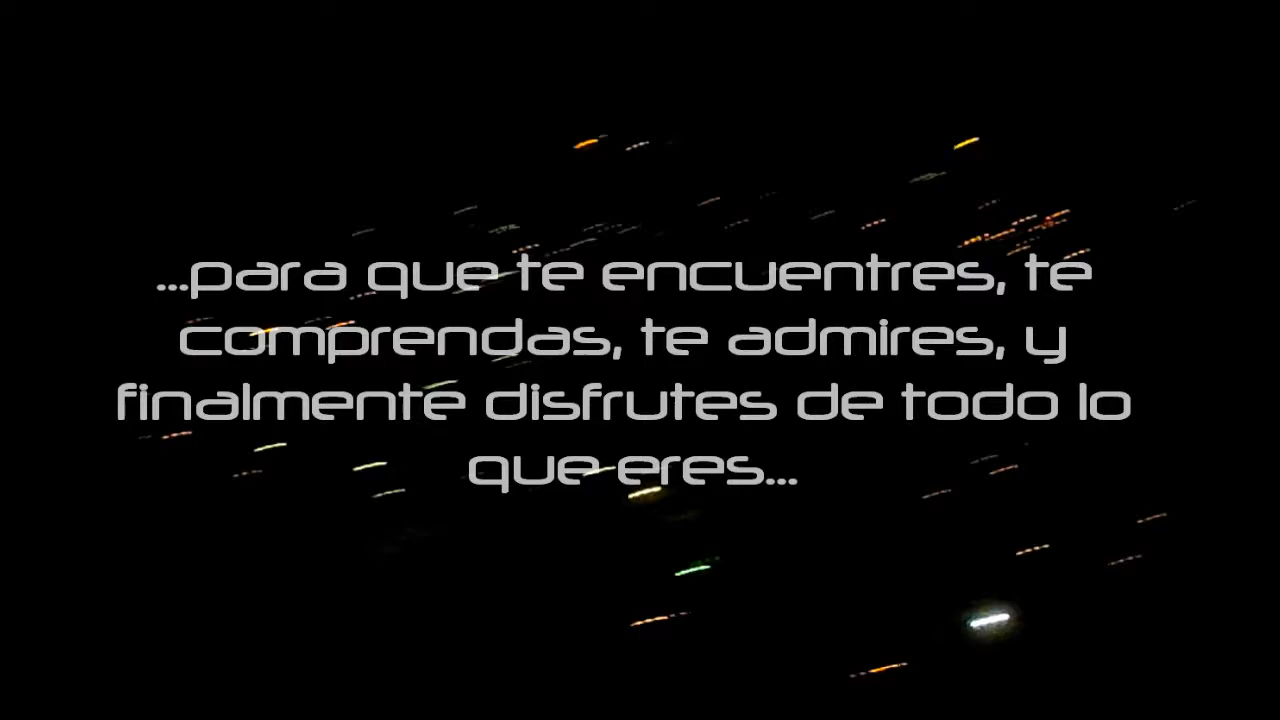 ...para que te encuentres, te
comprendas, te admires, y
finalmente disfrutes de todo lo
que eres...